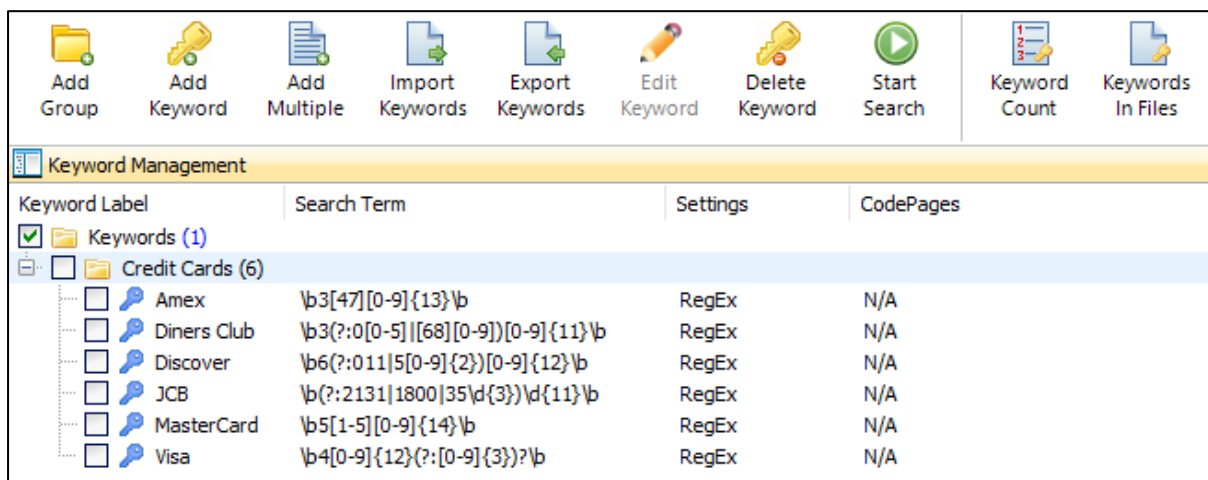 Add Group
Add Keyword
Add Multiple
Import Keywords
Export Keywords
Edit Keyword
Delete Keyword
Start Search
Keyword Count
Keywords In Files
Keyword Management
Keyword Label Search Term Settings CodePages
Keywords (1)
Credit Cards (6)
Amex \b3[47][0-9]{13}\b RegEx N/A
Diners Club \b3(?:0[0-5]|[68][0-9])[0-9]{11}\b RegEx N/A
Discover \b6(?:011|5[0-9]{2})[0-9]{12}\b RegEx N/A
JCB \b(?:2131|1800|35\d{3})\d{11}\b RegEx N/A
MasterCard \b5[1-5][0-9]{14}\b RegEx N/A
Visa \b4[0-9]{12}(?:[0-9]{3})?\b RegEx N/A